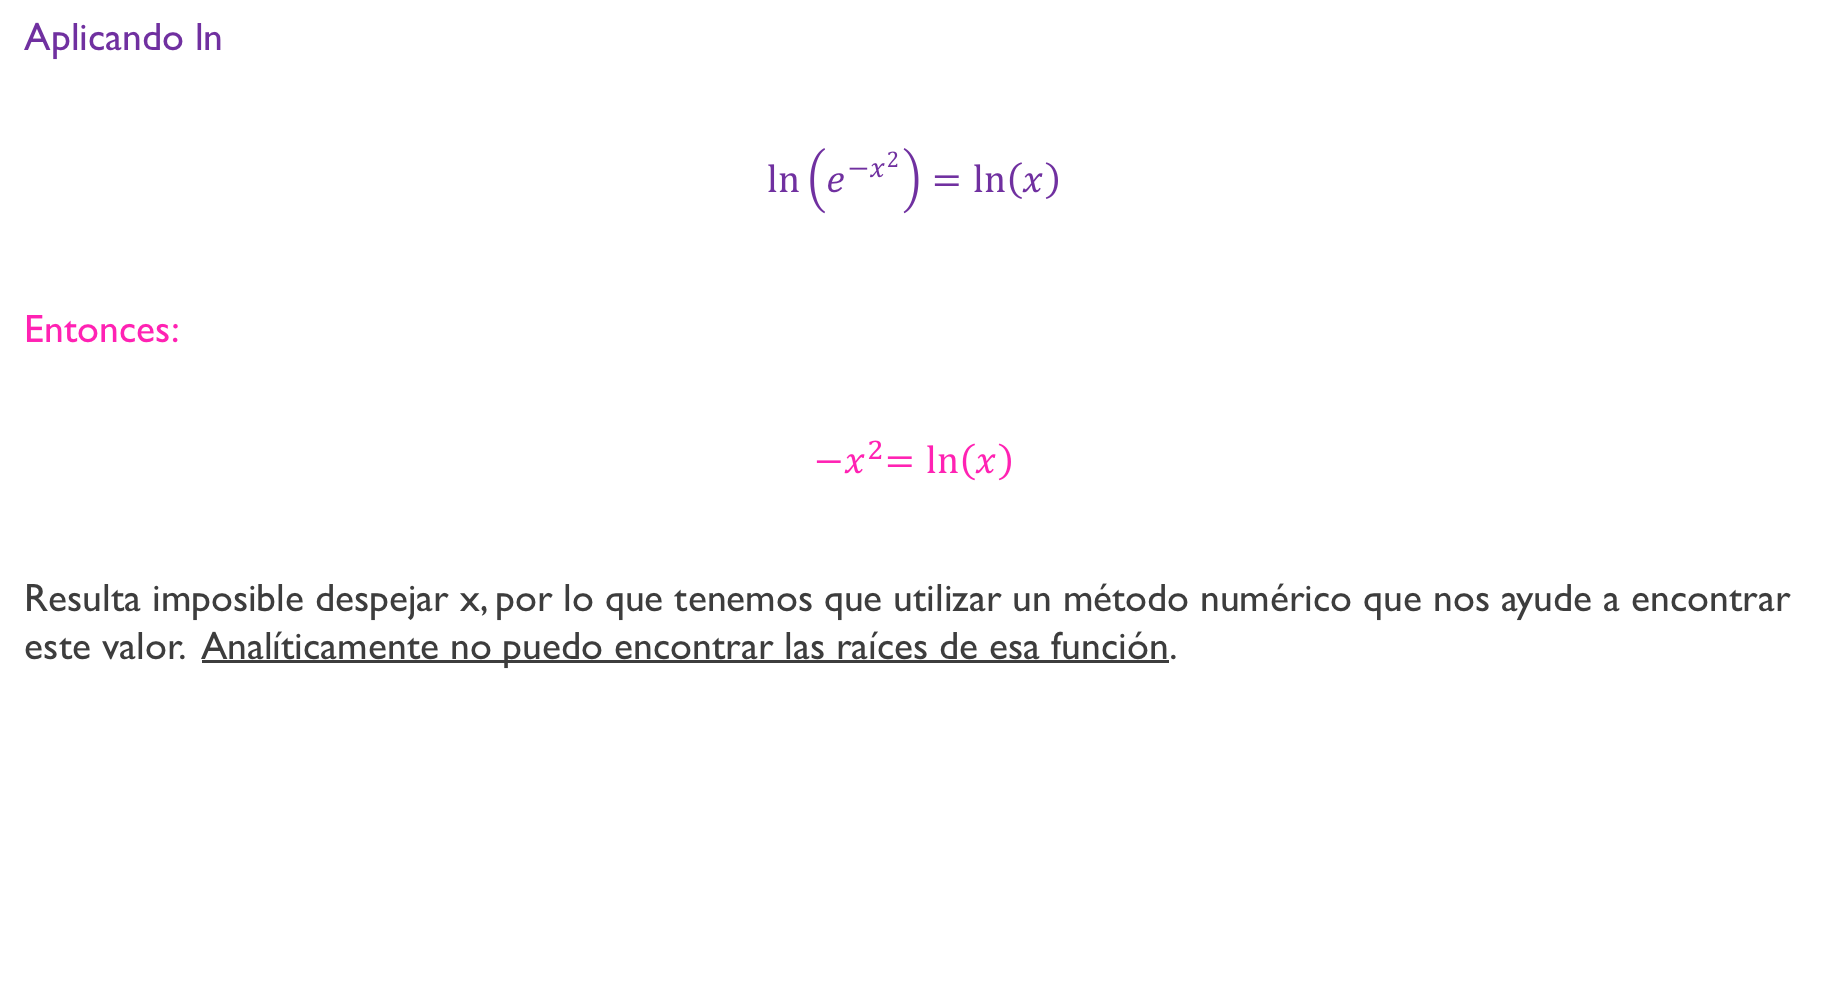 Aplicando ln
ln(e^{-x^2}) = ln(x)
Entonces:
−x²= ln(x)
Resulta imposible despejar x, por lo que tenemos que utilizar un método numérico que nos ayude a encontrar
este valor. Analíticamente no puedo encontrar las raíces de esa función.